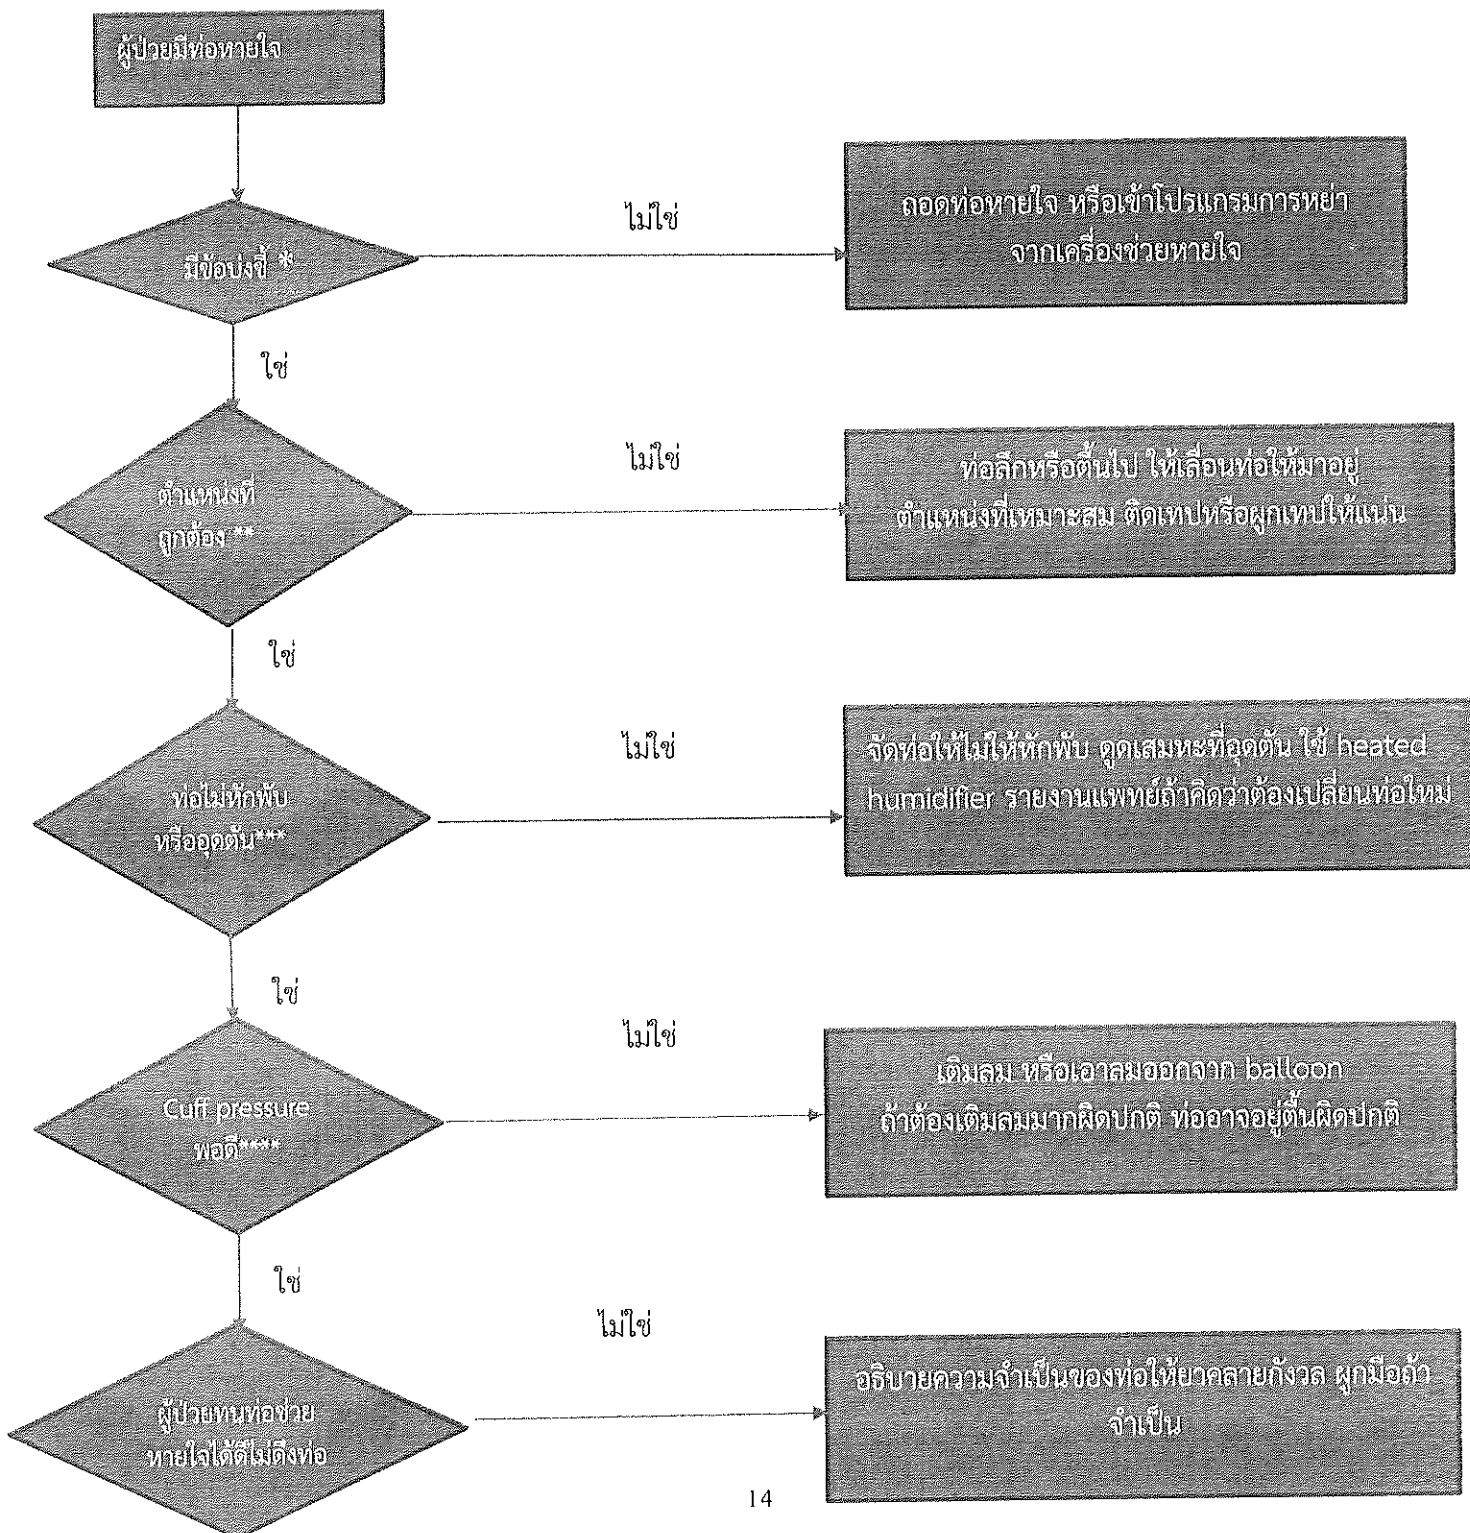 ผู้ป่วยมีท่อหายใจ
มีข้อบ่งชี้ *
ไม่ใช่
ถอดท่อหายใจ หรือเข้าโปรแกรมการหย่า
จากเครื่องช่วยหายใจ
ใช่
ตำแหน่งที่
ถูกต้อง **
ไม่ใช่
ท่อลึกหรือตื้นไป ให้เลื่อนท่อให้มาอยู่
ตำแหน่งที่เหมาะสม ติดเทปหรือผูกเทปให้แน่น
ใช่
ท่อไม่หักพับ
หรืออุดตัน***
ไม่ใช่
จัดท่อให้ไม่ให้หักพับ ดูดเสมหะที่อุดตัน ใช้ heated
humidifier รายงานแพทย์ถ้าคิดว่าต้องเปลี่ยนท่อใหม่
ใช่
Cuff pressure
พอดี****
ไม่ใช่
เติมลม หรือเอาลมออกจาก balloon
ถ้าต้องเติมลมมากผิดปกติ ท่ออาจอยู่ตื้นผิดปกติ
ใช่
ผู้ป่วยทนท่อช่วย
หายใจได้ดีไม่ดึงท่อ
ไม่ใช่
อธิบายความจำเป็นของท่อให้ยาคลายกังวล ผูกมือถ้า
จำเป็น
14